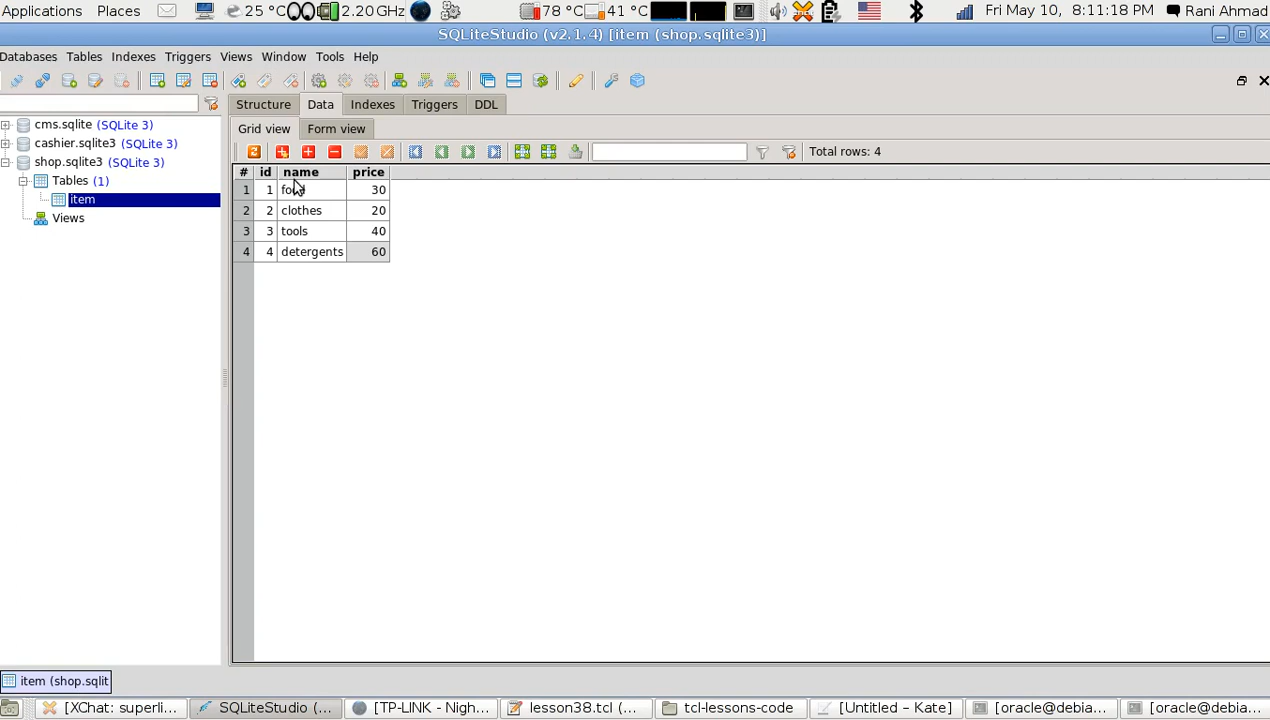 Applications Places 25 °C 2.20 GHz 78 °C 41 °C Fri May 10, 8:11:18 PM Rani Ahmad
SQLiteStudio (v2.1.4) [item (shop.sqlite3)]
Databases Tables Indexes Triggers Views Window Tools Help
Structure Data Indexes Triggers DDL
cms.sqlite (SQLite 3)
Grid view Form view
cashier.sqlite3 (SQLite 3)
Total rows: 4
shop.sqlite3 (SQLite 3)
# id name price
Tables (1)
1 1 30
item
2 2 clothes 20
Views
3 3 tools 40
4 4 detergents 60
item (shop.sqlit
[XChat: superli... SQLiteStudio (... [TP-LINK – Nigh... lesson38.tcl (... tcl-lessons-code [Untitled – Kate] [oracle@debia... [oracle@debia...